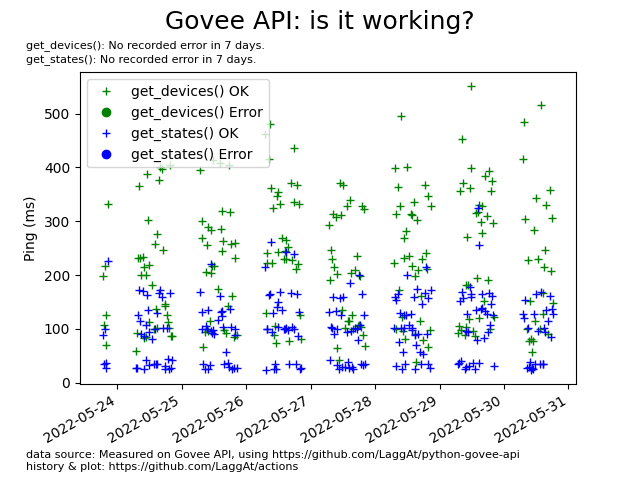 Govee API: is it working?
get_devices(): No recorded error in 7 days.
get_states(): No recorded error in 7 days.
get_devices() OK
get_devices() Error
get_states() OK
get_states() Error
Ping (ms)
500
400
300
200
100
0
2022-05-24
2022-05-25
2022-05-26
2022-05-27
2022-05-28
2022-05-29
2022-05-30
2022-05-31
data source: Measured on Govee API, using https://github.com/LaggAt/python-govee-api
history & plot: https://github.com/LaggAt/actions